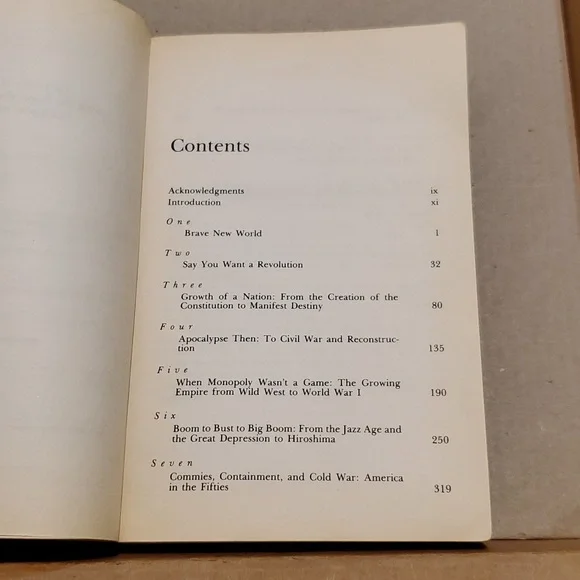 Contents
Acknowledgments ix
Introduction xi
One
Brave New World 1
Two
Say You Want a Revolution 32
Three
Growth of a Nation: From the Creation of the
Constitution to Manifest Destiny 80
Four
Apocalypse Then: To Civil War and Reconstruc-
tion 135
Five
When Monopoly Wasn't a Game: The Growing
Empire from Wild West to World War I 190
Six
Boom to Bust to Big Boom: From the Jazz Age and
the Great Depression to Hiroshima 250
Seven
Commies, Containment, and Cold War: America
in the Fifties 319